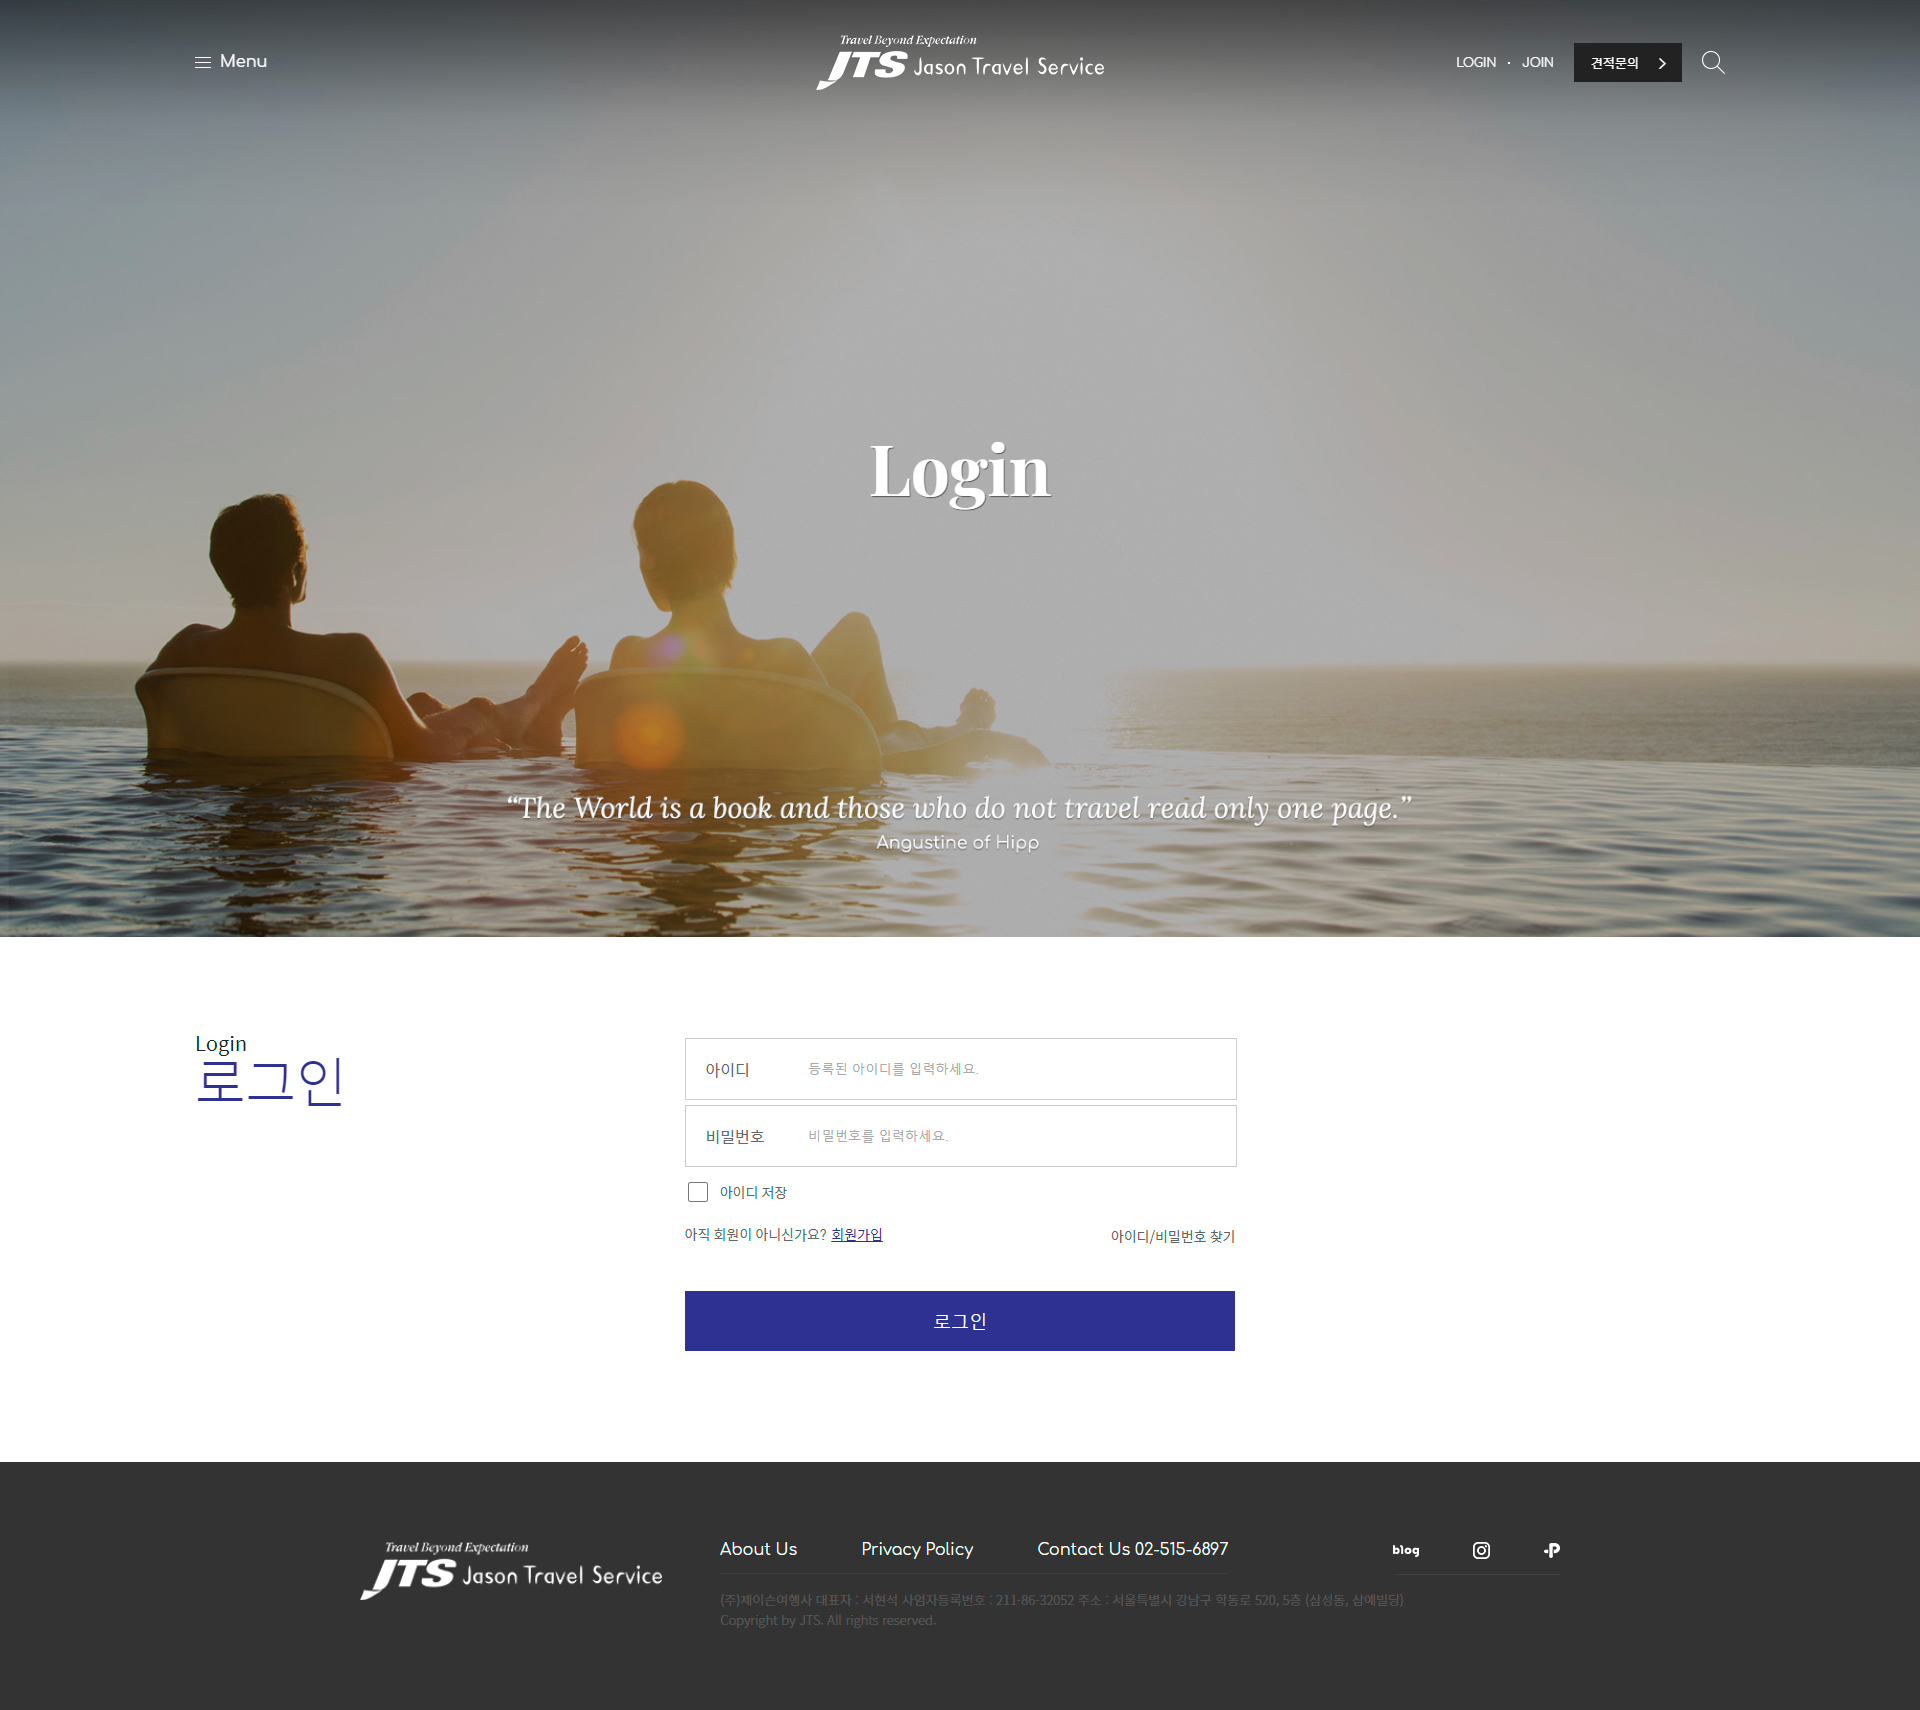 Menu
Travel Beyond Expectation
JTS Jason Travel Service
LOGIN · JOIN
견적문의
Login
“The World is a book and those who do not travel read only one page.”
Angustine of Hipp
Login
로그인
아이디 등록된 아이디를 입력하세요.
비밀번호 비밀번호를 입력하세요.
아이디 저장
아직 회원이 아니신가요? 회원가입
아이디/비밀번호 찾기
로그인
Travel Beyond Expectation
JTS Jason Travel Service
About Us
Privacy Policy
Contact Us 02-515-6897
blog
(주)제이슨여행사 대표자 : 서현석 사업자등록번호 : 211-86-32052 주소 : 서울특별시 강남구 학동로 520, 5층 (삼성동, 삼예빌딩)
Copyright by JTS. All rights reserved.